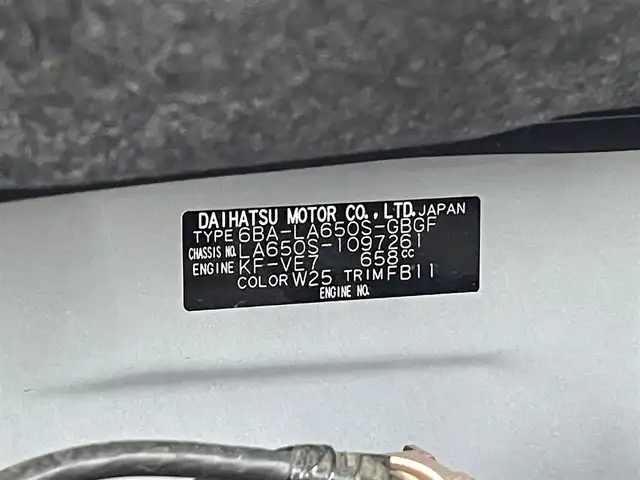 DAIHATSU MOTOR CO., LTD. JAPAN
TYPE 6BA-LA650S-GBGF
CHASSIS NO. LA650S-1097261
ENGINE KF-VE7 658cc
COLOR W25 TRIM FB11
ENGINE NO.